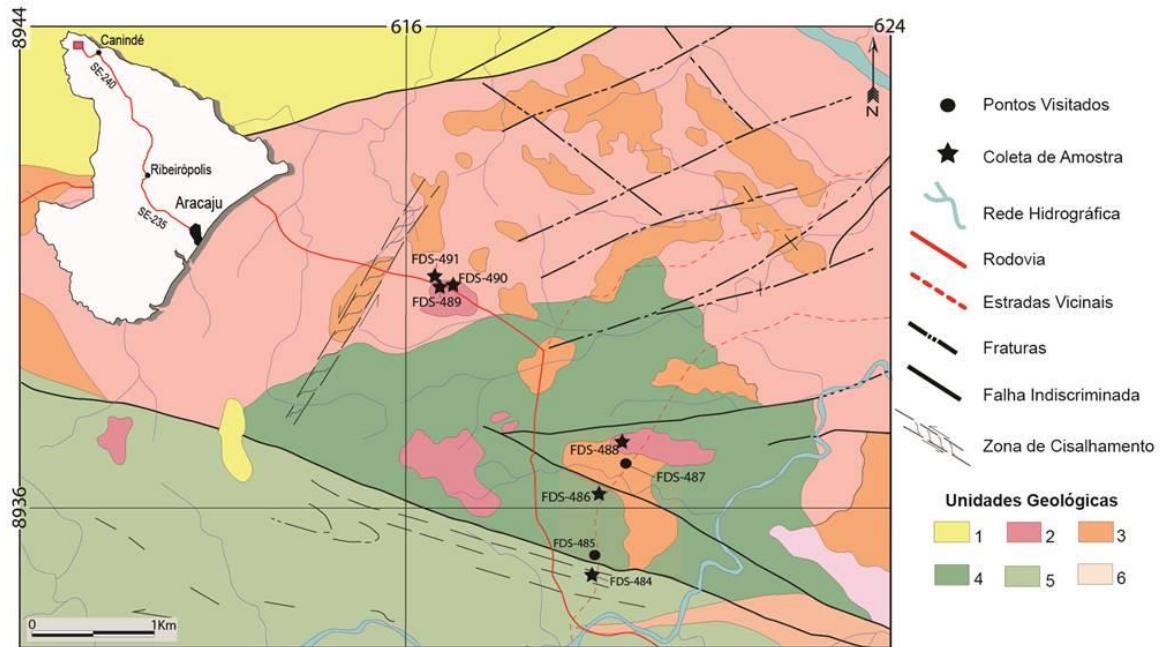 8944
616
624
Canindé
SE-240
Ribeirópolis
Aracaju
SE-235
N
FDS-491
FDS-490
FDS-489
FDS-488
FDS-487
FDS-486
8936
FDS-485
FDS-484
0 1Km
Pontos Visitados
Coleta de Amostra
Rede Hidrográfica
Rodovia
Estradas Vicinais
Fraturas
Falha Indiscriminada
Zona de Cisalhamento
Unidades Geológicas
1 2 3
4 5 6